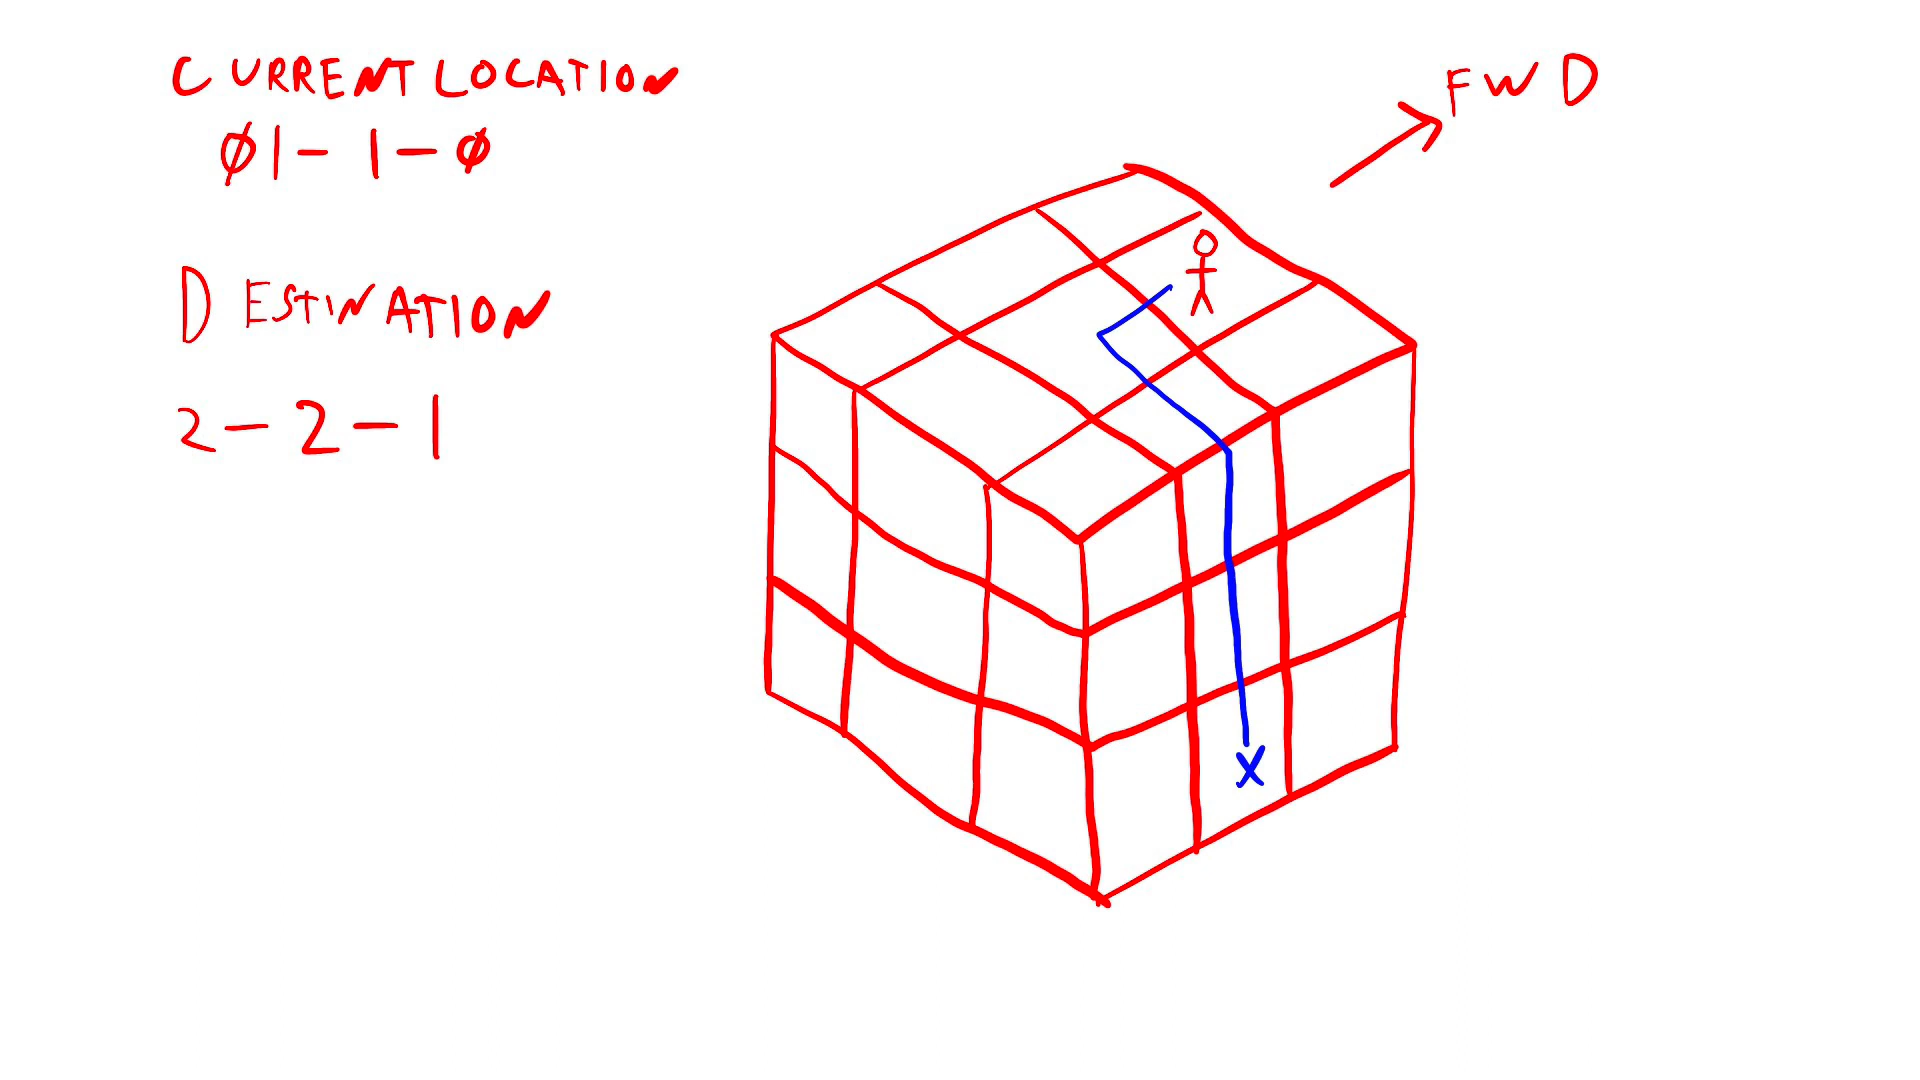 CURRENT LOCATION
Ø1-1-Ø
DESTINATION
2-2-1
FWD
X